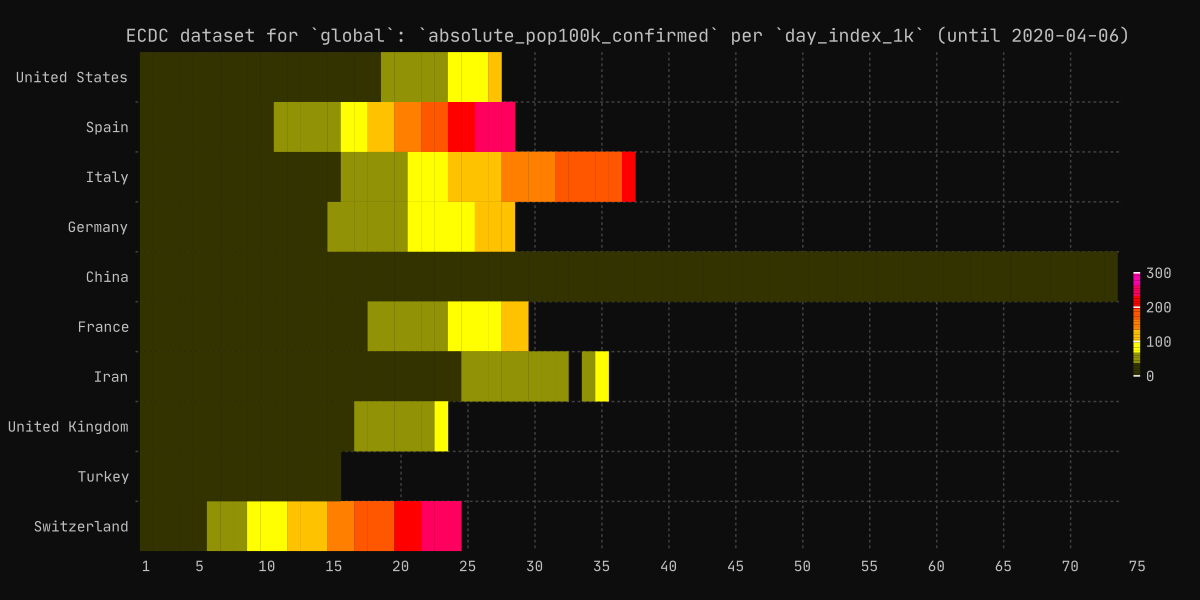 ECDC dataset for `global`: `absolute_pop100k_confirmed` per `day_index_1k` (until 2020-04-06)
United States
Spain
Italy
Germany
China
France
Iran
United Kingdom
Turkey
Switzerland
300
200
100
0
1 5 10 15 20 25 30 35 40 45 50 55 60 65 70 75